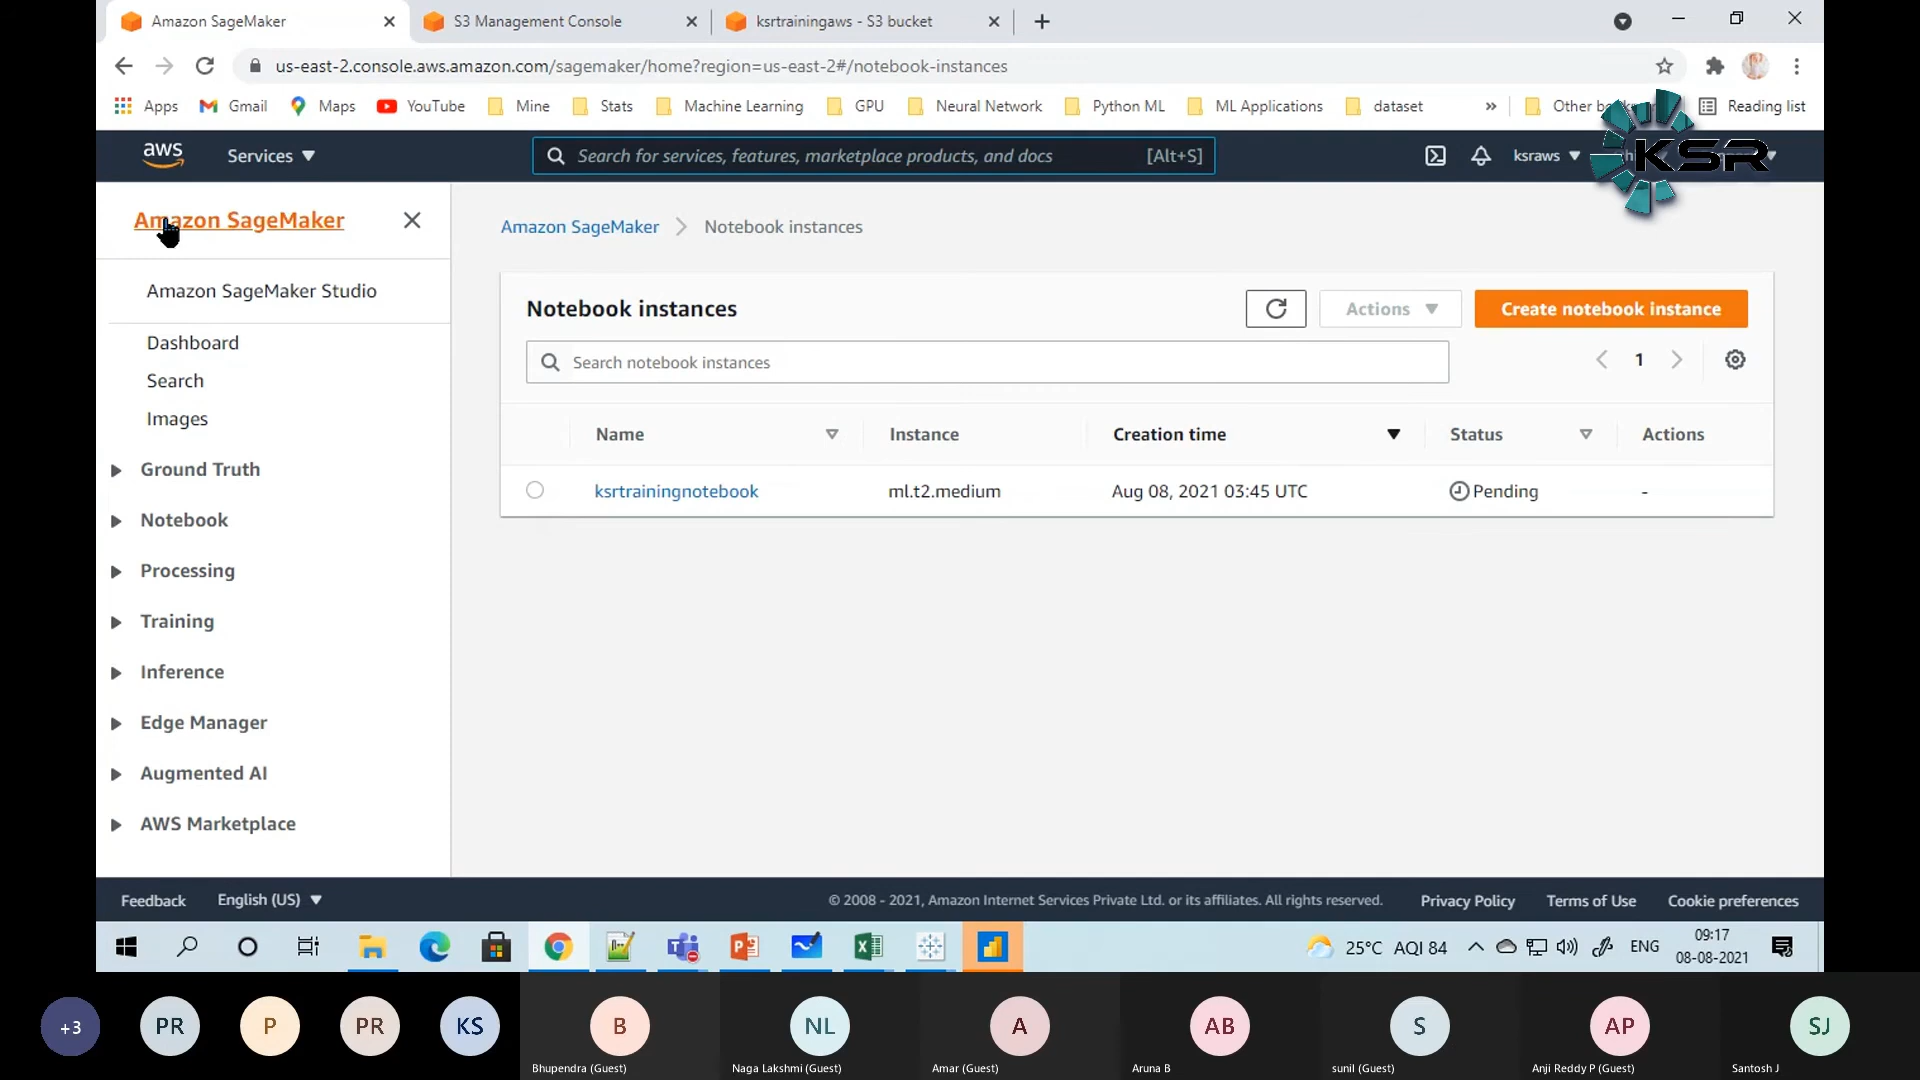 Amazon SageMaker
S3 Management Console
ksrtrainingaws - S3 bucket
us-east-2.console.aws.amazon.com/sagemaker/home?region=us-east-2#/notebook-instances
Apps
Gmail
Maps
YouTube
Mine
Stats
Machine Learning
GPU
Neural Network
Python ML
ML Applications
dataset
»
Other
Reading list
aws
Services
Search for services, features, marketplace products, and docs
[Alt+S]
ksraws
KSR
Amazon SageMaker
Amazon SageMaker Studio
Dashboard
Search
Images
Ground Truth
Notebook
Processing
Training
Inference
Edge Manager
Augmented AI
AWS Marketplace
Amazon SageMaker
Notebook instances
Notebook instances
Actions
Create notebook instance
Search notebook instances
1
Name
Instance
Creation time
Status
Actions
ksrtrainingnotebook
ml.t2.medium
Aug 08, 2021 03:45 UTC
Pending
-
Feedback
English (US)
© 2008 - 2021, Amazon Internet Services Private Ltd. or its affiliates. All rights reserved.
Privacy Policy
Terms of Use
Cookie preferences
25°C AQI 84
ENG
09:17
08-08-2021
+3
PR
P
PR
KS
B
Bhupendra (Guest)
NL
Naga Lakshmi (Guest)
A
Amar (Guest)
AB
Aruna B
S
sunil (Guest)
AP
Anji Reddy P (Guest)
SJ
Santosh J